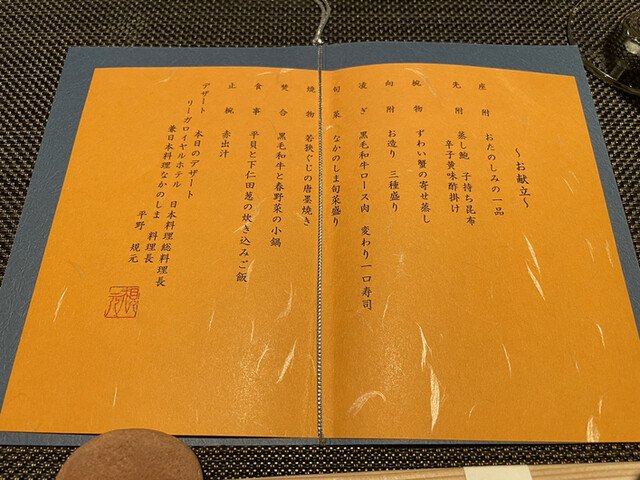 ～お献立～
座附 おたのしみの一品
先附 蒸し鮑 子持ち昆布
辛子黄味酢掛け
椀物 ずわい蟹の寄せ蒸し
向附 お造り 三種盛り
凌ぎ 黒毛和牛ロース肉 変わり一口寿司
旬菜 なかのしま旬菜盛り
焼物 若狭ぐじの唐墨焼き
焚合 黒毛和牛と春野菜の小鍋
食事 平貝と下仁田葱の炊き込みご飯
止椀 赤出汁
デザート 本日のデザート
リーガロイヤルホテル 日本料理総料理長
兼日本料理なかのしま 料理長
平野 規元